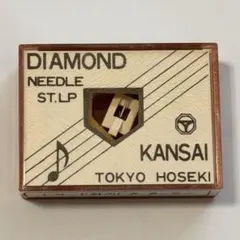 DIAMOND
NEEDLE
ST.LP
KANSAI
TOKYO HOSEKI